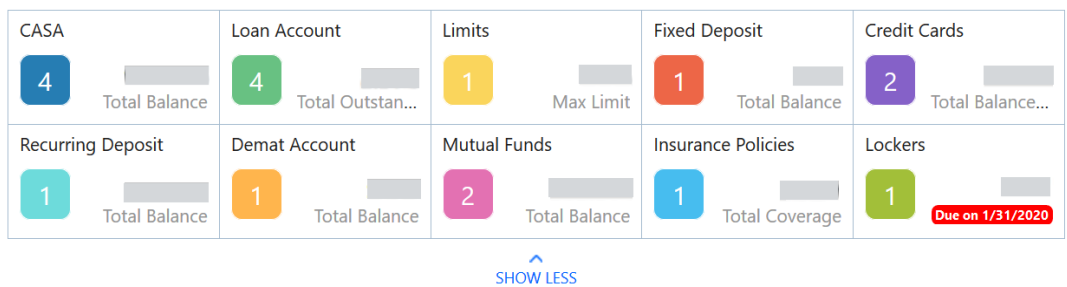 CASA
4
Total Balance
Loan Account
4
Total Outstan...
Limits
1
Max Limit
Fixed Deposit
1
Total Balance
Credit Cards
2
Total Balance...
Recurring Deposit
1
Total Balance
Demat Account
1
Total Balance
Mutual Funds
2
Total Balance
Insurance Policies
1
Total Coverage
Lockers
1
Due on 1/31/2020
SHOW LESS